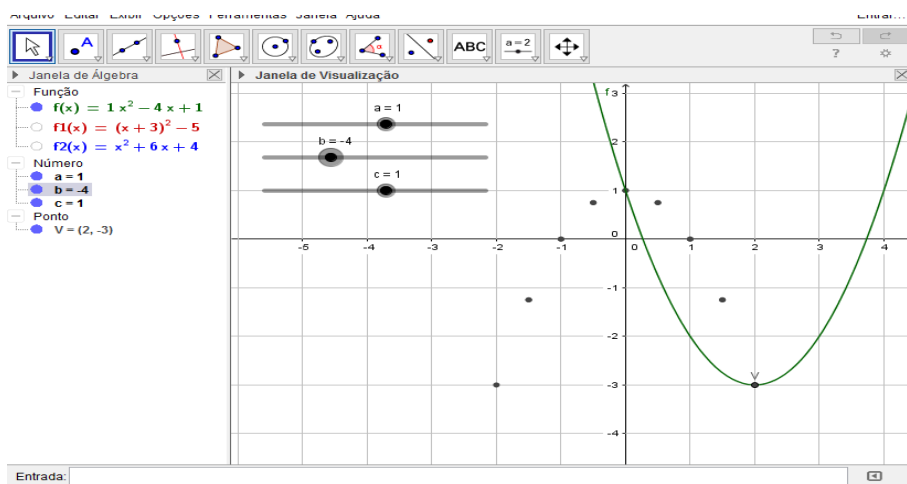 Arquivo Editar Exibir Opções Ferramentas Janela Ajuda
Entrar...
ABC
a=2
Janela de Álgebra
Função
f(x) = 1 x² − 4 x + 1
f1(x) = (x + 3)² − 5
f2(x) = x² + 6 x + 4
Número
a = 1
b = -4
c = 1
Ponto
V = (2, -3)
Janela de Visualização
a = 1
b = -4
c = 1
f
3
2
1
0
-5 -4 -3 -2 -1 0 1 2 3 4
-1
-2
-3
-4
V
Entrada: